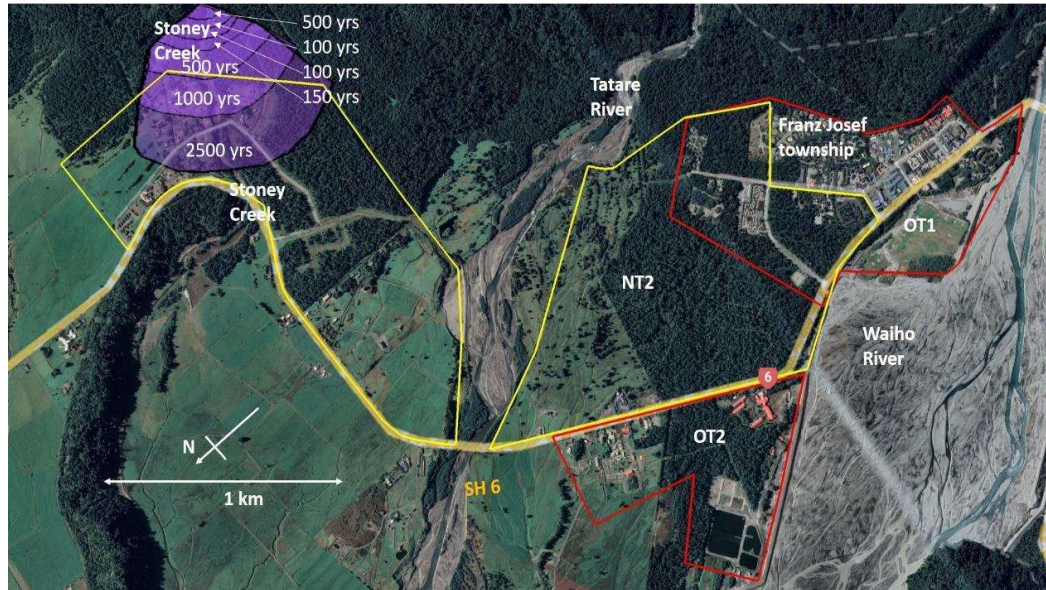 500 yrs
Stoney
Creek
100 yrs
100 yrs
500 yrs
150 yrs
1000 yrs
2500 yrs
Stoney
Creek
Tatare
River
Franz Josef
township
OT1
NT2
Waiho
River
6
OT2
N
1 km
SH 6